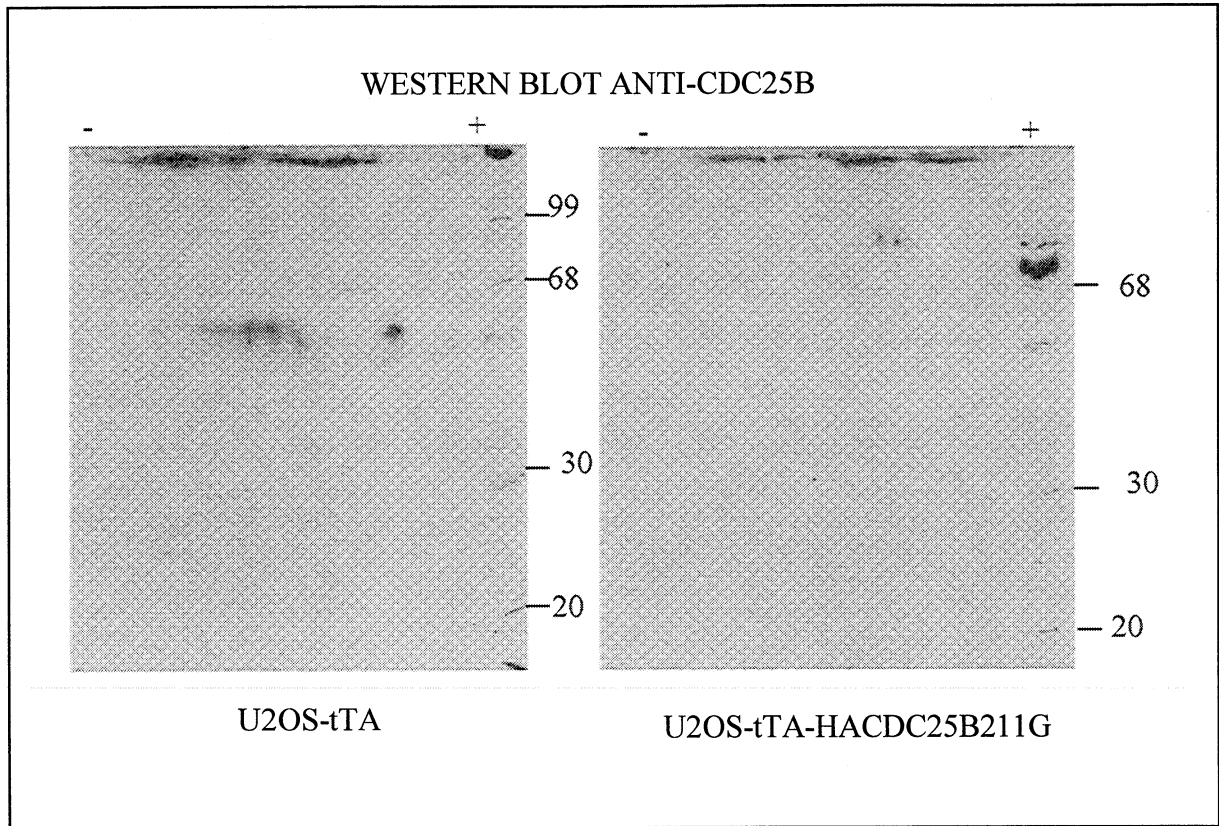 WESTERN BLOT ANTI-CDC25B
- + - +
99
68
68
30
30
20
20
U2OS-tTA
U2OS-tTA-HACDC25B211G